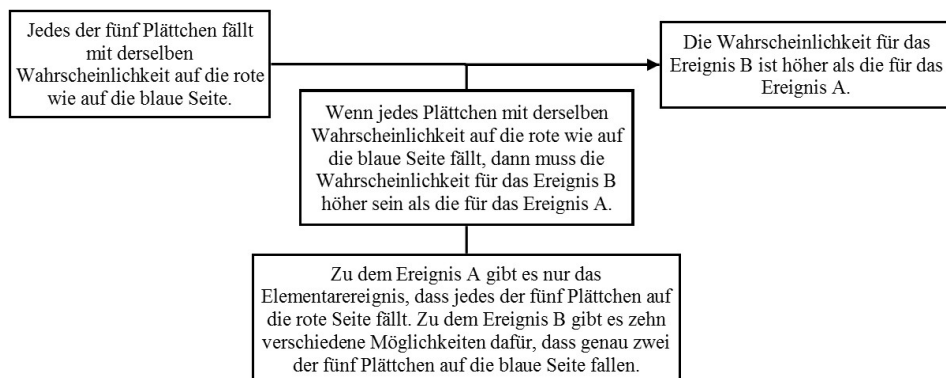 Jedes der fünf Plättchen fällt
mit derselben
Wahrscheinlichkeit auf die rote
wie auf die blaue Seite.
Die Wahrscheinlichkeit für das
Ereignis B ist höher als die für das
Ereignis A.
Wenn jedes Plättchen mit derselben
Wahrscheinlichkeit auf die rote wie auf
die blaue Seite fällt, dann muss die
Wahrscheinlichkeit für das Ereignis B
höher sein als die für das Ereignis A.
Zu dem Ereignis A gibt es nur das
Elementarereignis, dass jedes der fünf Plättchen auf
die rote Seite fällt. Zu dem Ereignis B gibt es zehn
verschiedene Möglichkeiten dafür, dass genau zwei
der fünf Plättchen auf die blaue Seite fallen.